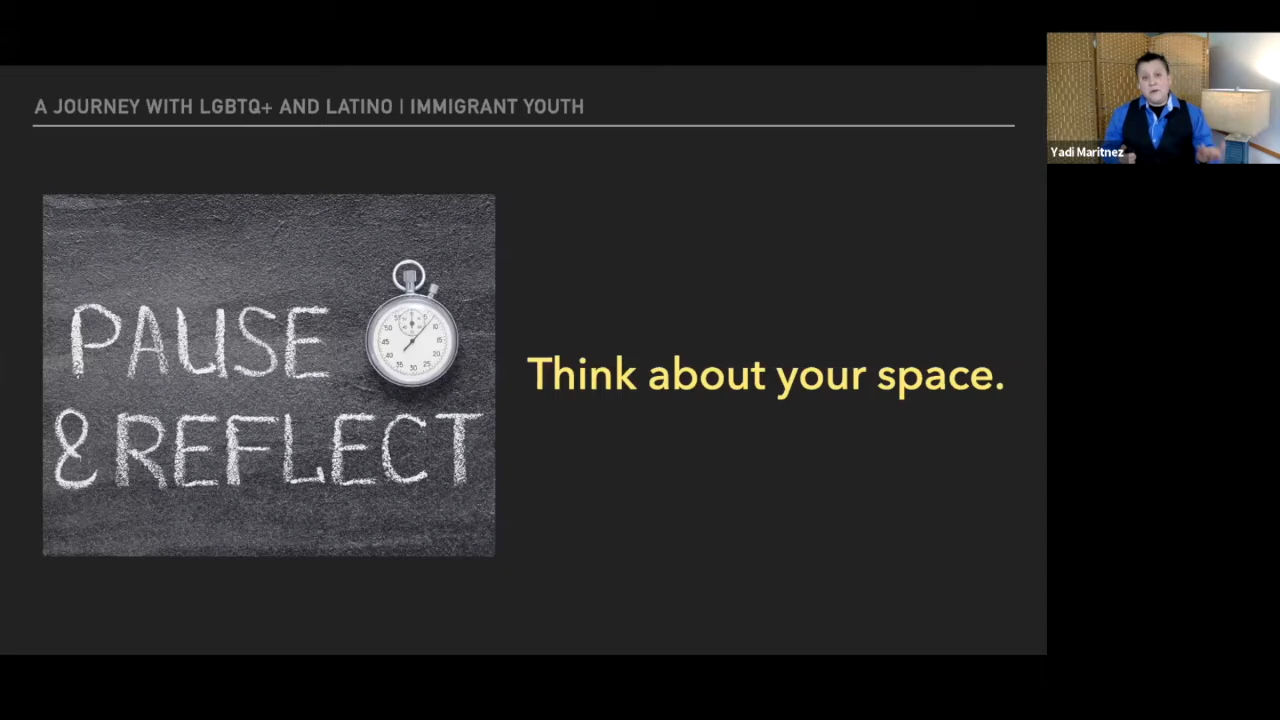 A JOURNEY WITH LGBTQ+ AND LATINO | IMMIGRANT YOUTH
Yadi Maritnez
PAUSE
& REFLECT
Think about your space.